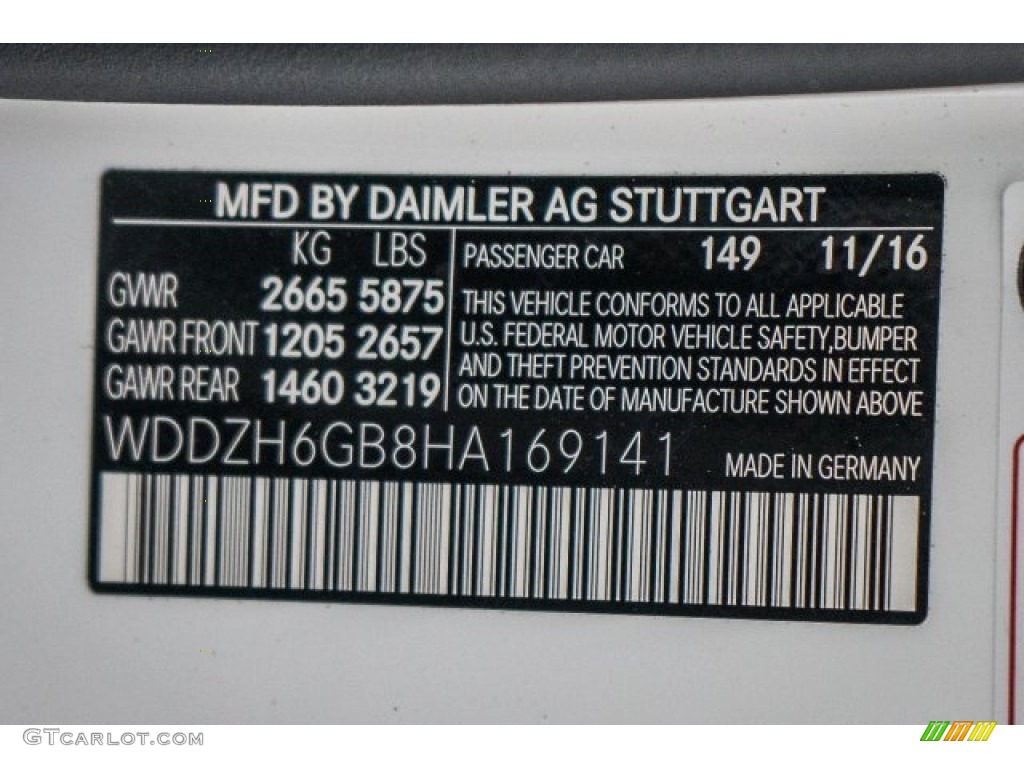 MFD BY DAIMLER AG STUTTGART
KG LBS
GVWR 2665 5875
GAWR FRONT 1205 2657
GAWR REAR 1460 3219
PASSENGER CAR 149 11/16
THIS VEHICLE CONFORMS TO ALL APPLICABLE
U.S. FEDERAL MOTOR VEHICLE SAFETY,BUMPER
AND THEFT PREVENTION STANDARDS IN EFFECT
ON THE DATE OF MANUFACTURE SHOWN ABOVE
WDDZH6GB8HA169141
MADE IN GERMANY
GTCARLOT.COM